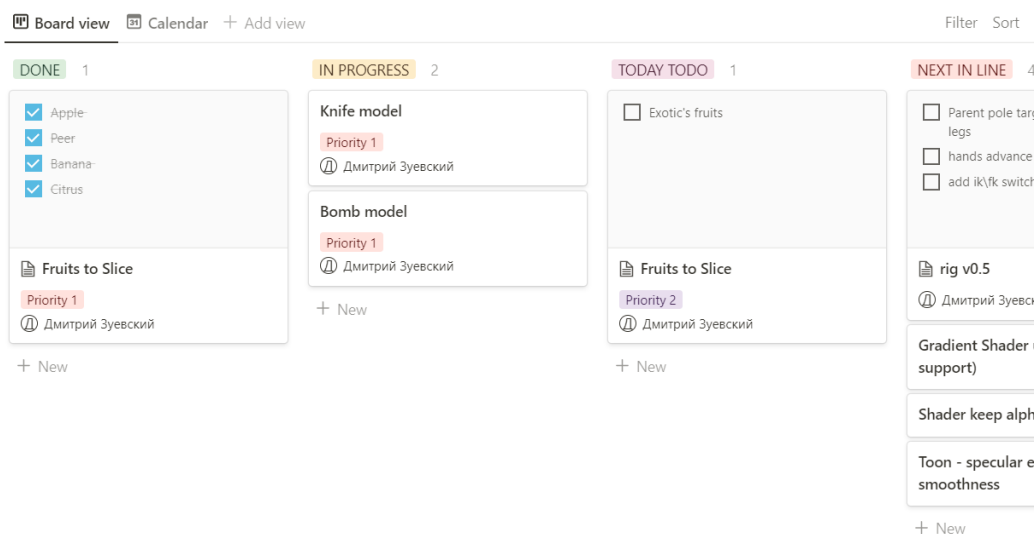 Board view
Calendar
+ Add view
Filter
Sort
DONE 1
Apple
Peer
Banana
Citrus
Fruits to Slice
Priority 1
Дмитрий Зуевский
+ New
IN PROGRESS 2
Knife model
Priority 1
Дмитрий Зуевский
Bomb model
Priority 1
Дмитрий Зуевский
+ New
TODAY TODO 1
Exotic's fruits
Fruits to Slice
Priority 2
Дмитрий Зуевский
+ New
NEXT IN LINE 4
Parent pole
legs
hands advance
add ik\fk
rig v0.5
Дмитрий
Gradient Shader
support)
Shader keep
Toon - specular
smoothness
+ New